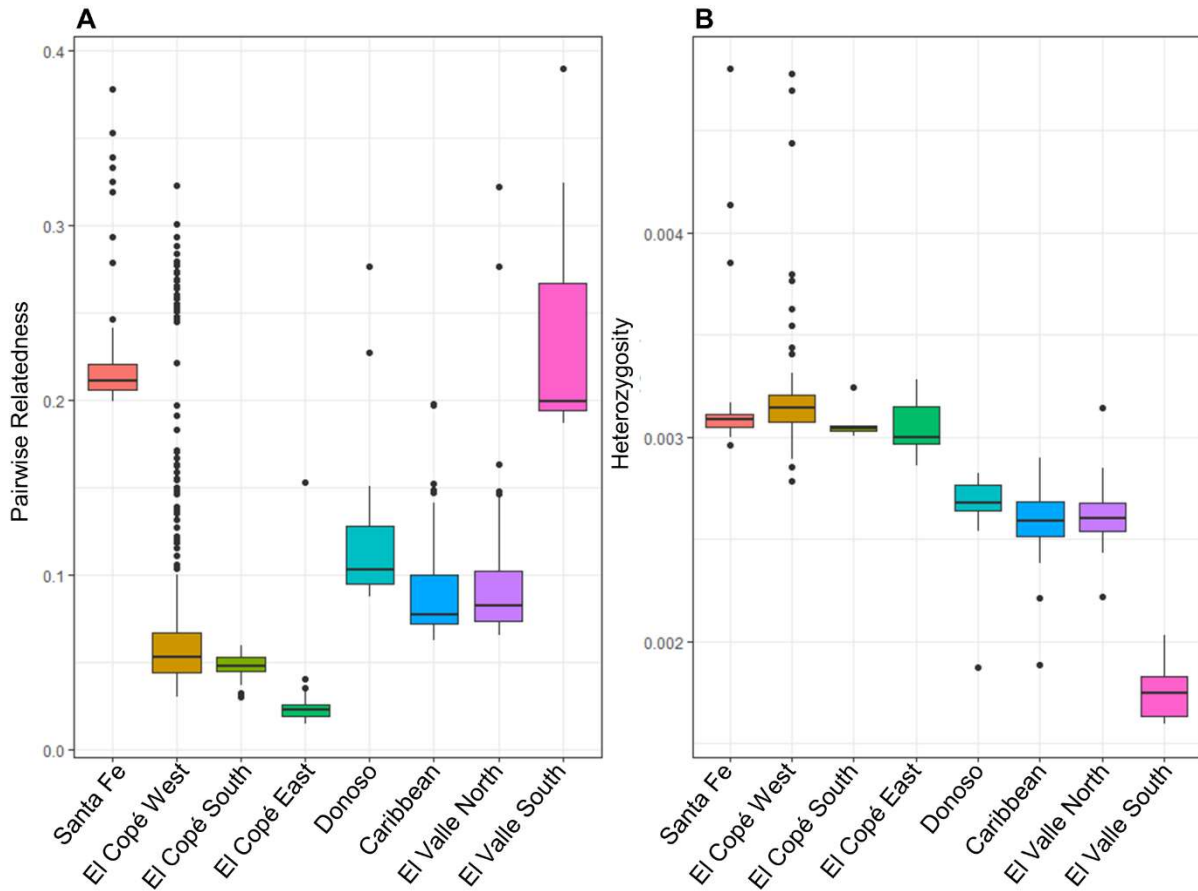 A
Pairwise Relatedness
0.4
0.3
0.2
0.1
0.0
Santa Fe
El Copé West
El Copé South
El Copé East
Donoso
Caribbean
El Valle North
El Valle South
B
Heterozygosity
0.004
0.003
0.002
Santa Fe
El Copé West
El Copé South
El Copé East
Donoso
Caribbean
El Valle North
El Valle South